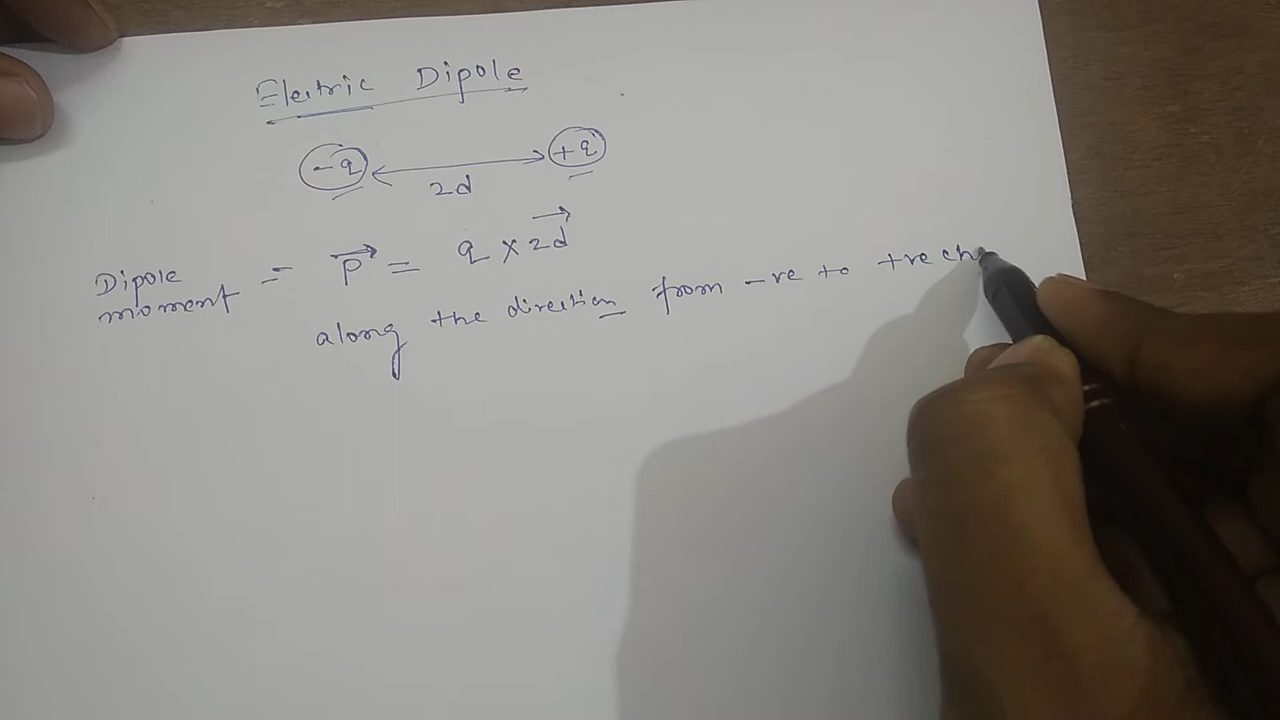 Electric Dipole
-q +q
2d
Dipole moment = p⃗ = q × 2d⃗
along the direction from -ve to +ve ch